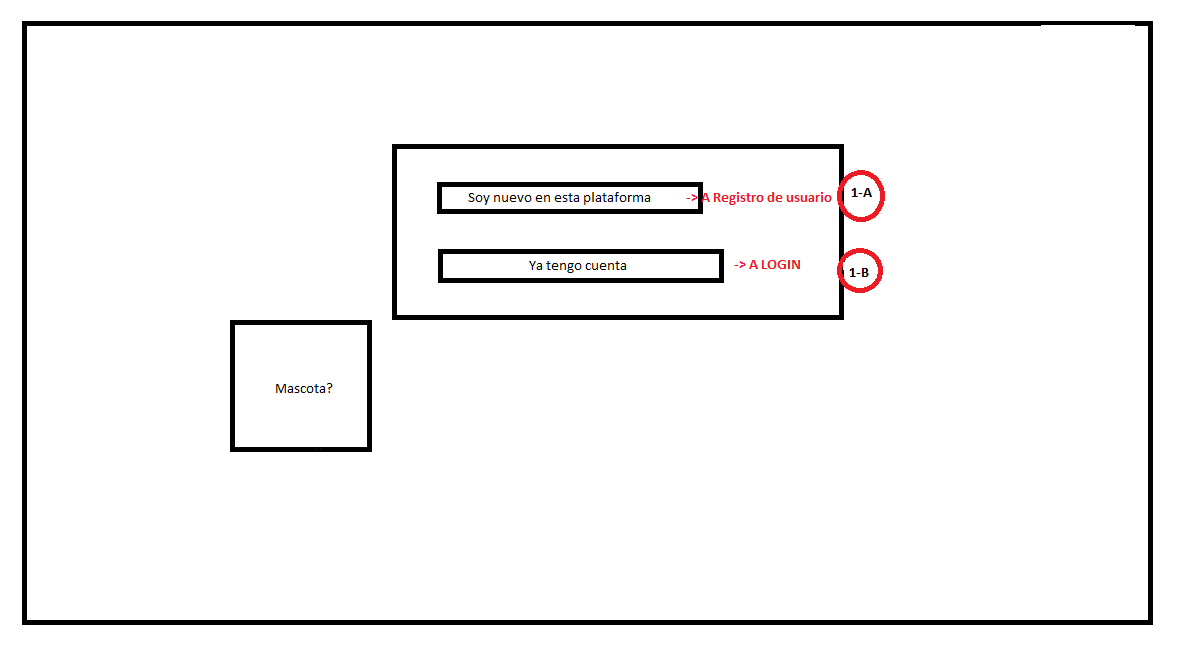 Soy nuevo en esta plataforma
-> A Registro de usuario
1-A
Ya tengo cuenta
-> A LOGIN
1-B
Mascota?